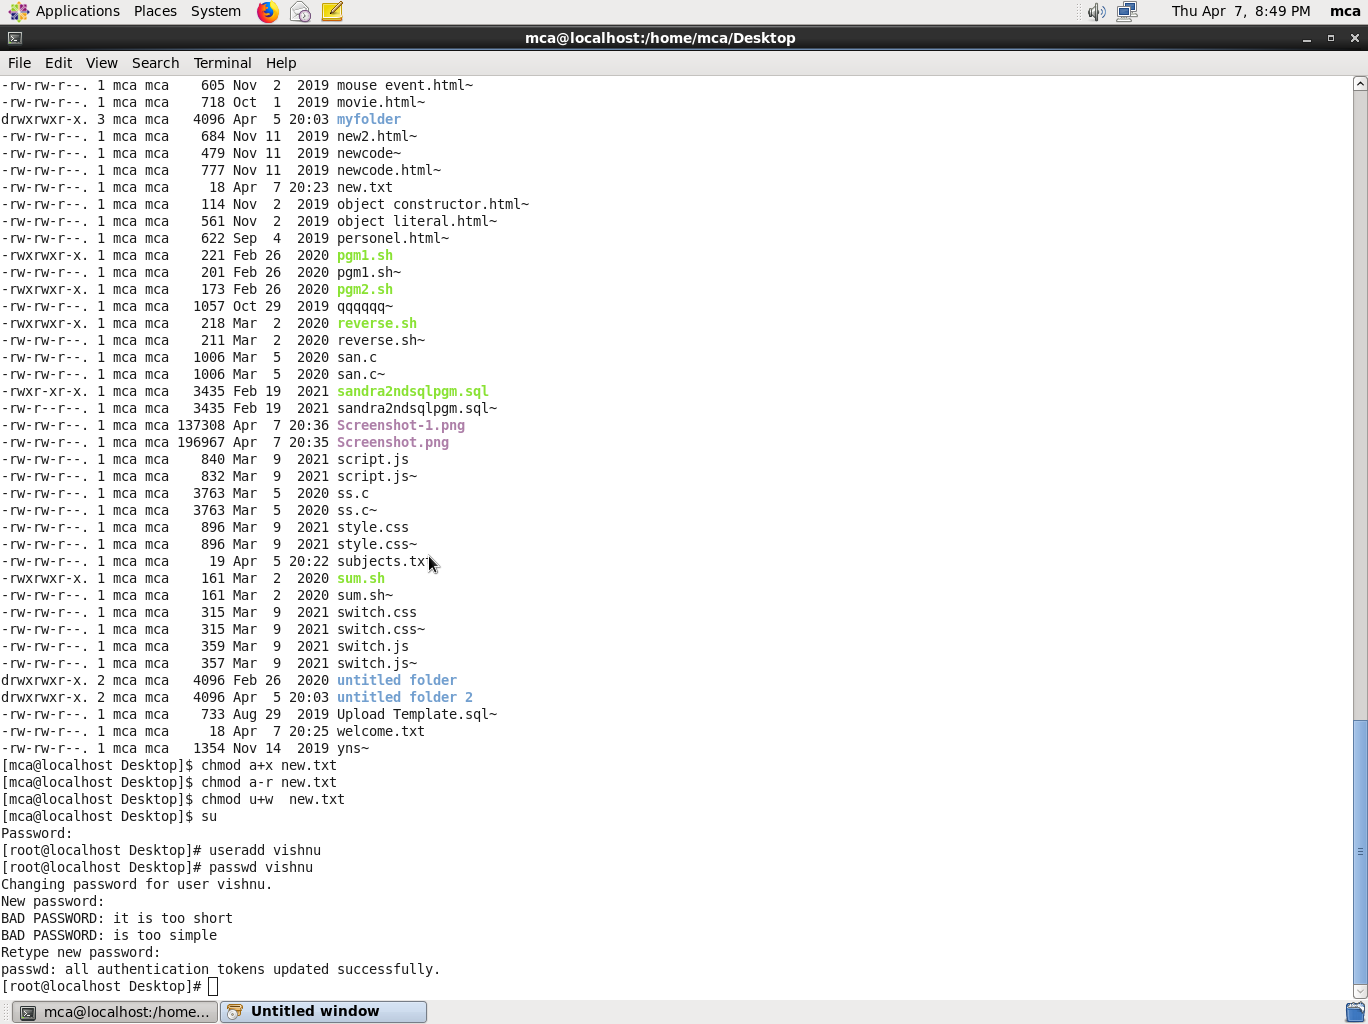 Applications Places System Thu Apr 7, 8:49 PM mca
mca@localhost:/home/mca/Desktop
File Edit View Search Terminal Help
-rw-rw-r--. 1 mca mca    605 Nov  2  2019 mouse event.html~
-rw-rw-r--. 1 mca mca    718 Oct  1  2019 movie.html~
drwxrwxr-x. 3 mca mca   4096 Apr  5 20:03 myfolder
-rw-rw-r--. 1 mca mca    684 Nov 11  2019 new2.html~
-rw-rw-r--. 1 mca mca    479 Nov 11  2019 newcode~
-rw-rw-r--. 1 mca mca    777 Nov 11  2019 newcode.html~
-rw-rw-r--. 1 mca mca     18 Apr  7 20:23 new.txt
-rw-rw-r--. 1 mca mca    114 Nov  2  2019 object constructor.html~
-rw-rw-r--. 1 mca mca    561 Nov  2  2019 object literal.html~
-rw-rw-r--. 1 mca mca    622 Sep  4  2019 personel.html~
-rwxrwxr-x. 1 mca mca    221 Feb 26  2020 pgm1.sh
-rw-rw-r--. 1 mca mca    201 Feb 26  2020 pgm1.sh~
-rwxrwxr-x. 1 mca mca    173 Feb 26  2020 pgm2.sh
-rw-rw-r--. 1 mca mca   1057 Oct 29  2019 qqqqqq~
-rwxrwxr-x. 1 mca mca    218 Mar  2  2020 reverse.sh
-rw-rw-r--. 1 mca mca    211 Mar  2  2020 reverse.sh~
-rw-rw-r--. 1 mca mca   1006 Mar  5  2020 san.c
-rw-rw-r--. 1 mca mca   1006 Mar  5  2020 san.c~
-rwxr-xr-x. 1 mca mca   3435 Feb 19  2021 sandra2ndsqlpgm.sql
-rw-r--r--. 1 mca mca   3435 Feb 19  2021 sandra2ndsqlpgm.sql~
-rw-rw-r--. 1 mca mca 137308 Apr  7 20:36 Screenshot-1.png
-rw-rw-r--. 1 mca mca 196967 Apr  7 20:35 Screenshot.png
-rw-rw-r--. 1 mca mca    840 Mar  9  2021 script.js
-rw-rw-r--. 1 mca mca    832 Mar  9  2021 script.js~
-rw-rw-r--. 1 mca mca   3763 Mar  5  2020 ss.c
-rw-rw-r--. 1 mca mca   3763 Mar  5  2020 ss.c~
-rw-rw-r--. 1 mca mca    896 Mar  9  2021 style.css
-rw-rw-r--. 1 mca mca    896 Mar  9  2021 style.css~
-rw-rw-r--. 1 mca mca     19 Apr  5 20:22 subjects.txt
-rwxrwxr-x. 1 mca mca    161 Mar  2  2020 sum.sh
-rw-rw-r--. 1 mca mca    161 Mar  2  2020 sum.sh~
-rw-rw-r--. 1 mca mca    315 Mar  9  2021 switch.css
-rw-rw-r--. 1 mca mca    315 Mar  9  2021 switch.css~
-rw-rw-r--. 1 mca mca    359 Mar  9  2021 switch.js
-rw-rw-r--. 1 mca mca    357 Mar  9  2021 switch.js~
drwxrwxr-x. 2 mca mca   4096 Feb 26  2020 untitled folder
drwxrwxr-x. 2 mca mca   4096 Apr  5 20:03 untitled folder 2
-rw-rw-r--. 1 mca mca    733 Aug 29  2019 Upload Template.sql~
-rw-rw-r--. 1 mca mca     18 Apr  7 20:25 welcome.txt
-rw-rw-r--. 1 mca mca   1354 Nov 14  2019 yns~
[mca@localhost Desktop]$ chmod a+x new.txt
[mca@localhost Desktop]$ chmod a-r new.txt
[mca@localhost Desktop]$ chmod u+w  new.txt
[mca@localhost Desktop]$ su
Password:
[root@localhost Desktop]# useradd vishnu
[root@localhost Desktop]# passwd vishnu
Changing password for user vishnu.
New password:
BAD PASSWORD: it is too short
BAD PASSWORD: is too simple
Retype new password:
passwd: all authentication tokens updated successfully.
[root@localhost Desktop]#
mca@localhost:/home... Untitled window